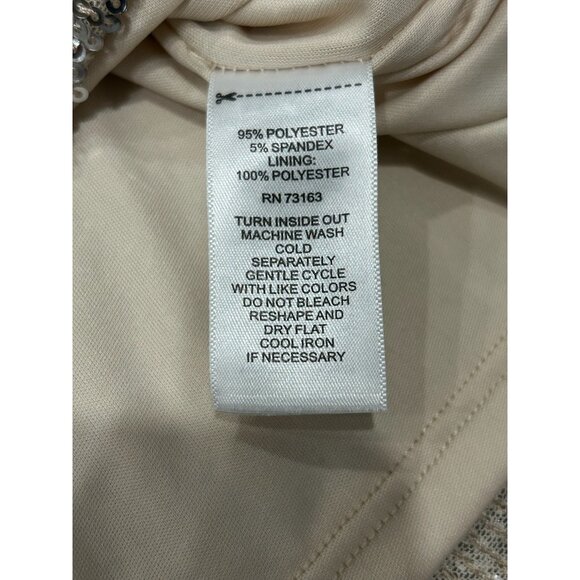 95% POLYESTER
5% SPANDEX
LINING:
100% POLYESTER
RN 73163
TURN INSIDE OUT
MACHINE WASH
COLD
SEPARATELY
GENTLE CYCLE
WITH LIKE COLORS
DO NOT BLEACH
RESHAPE AND
DRY FLAT
COOL IRON
IF NECESSARY